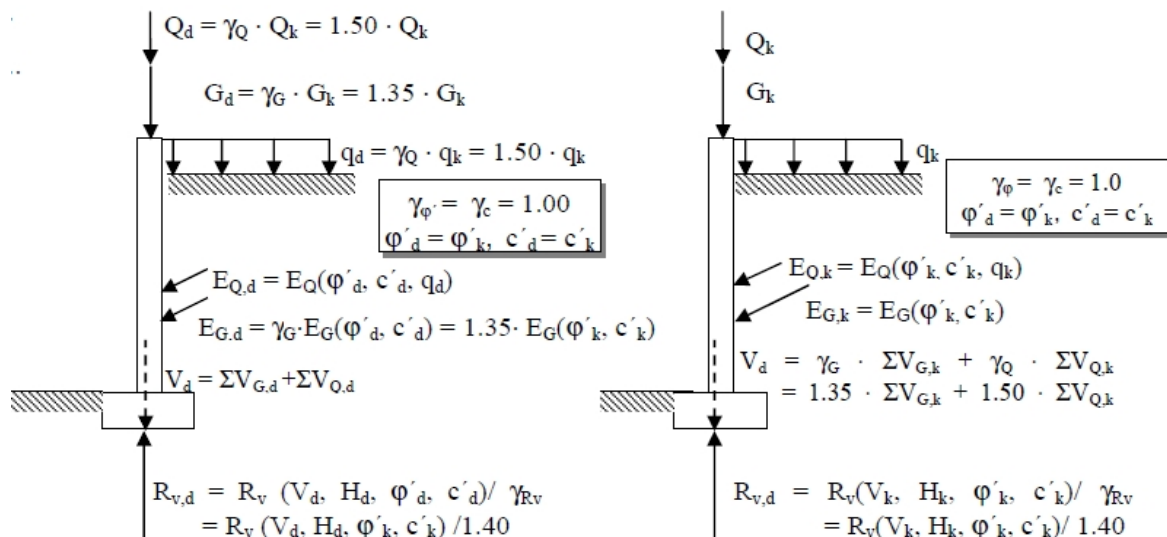 Q_d = γ_Q · Q_k = 1.50 · Q_k
G_d = γ_G · G_k = 1.35 · G_k
q_d = γ_Q · q_k = 1.50 · q_k
γ_φ´ = γ_c = 1.00
φ´_d = φ´_k, c´_d = c´_k
E_Q,d = E_Q(φ´_d, c´_d, q_d)
E_G.d = γ_G·E_G(φ´_d, c´_d) = 1.35· E_G(φ´_k, c´_k)
V_d = ΣV_G,d +ΣV_Q,d
R_v,d = R_v (V_d, H_d, φ´_d, c´_d)/ γ_Rv
= R_v (V_d, H_d, φ´_k, c´_k) /1.40
Q_k
G_k
q_k
γ_φ = γ_c = 1.0
φ´_d = φ´_k, c´_d = c´_k
E_Q,k = E_Q(φ´_k, c´_k, q_k)
E_G,k = E_G(φ´_k, c´_k)
V_d = γ_G · ΣV_G,k + γ_Q · ΣV_Q,k
= 1.35 · ΣV_G,k + 1.50 · ΣV_Q,k
R_v,d = R_v(V_k, H_k, φ´_k, c´_k)/ γ_Rv
= R_v(V_k, H_k, φ´_k, c´_k)/ 1.40